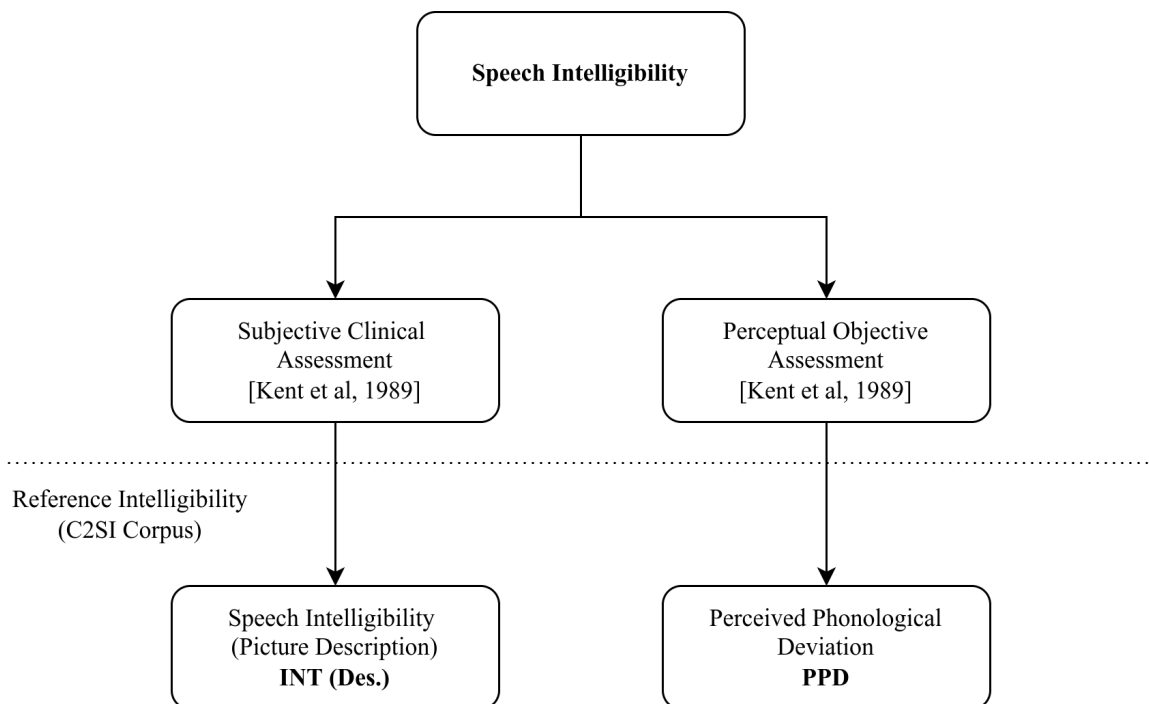 Speech Intelligibility
Subjective Clinical
Assessment
[Kent et al, 1989]
Perceptual Objective
Assessment
[Kent et al, 1989]
Reference Intelligibility
(C2SI Corpus)
Speech Intelligibility
(Picture Description)
INT (Des.)
Perceived Phonological
Deviation
PPD